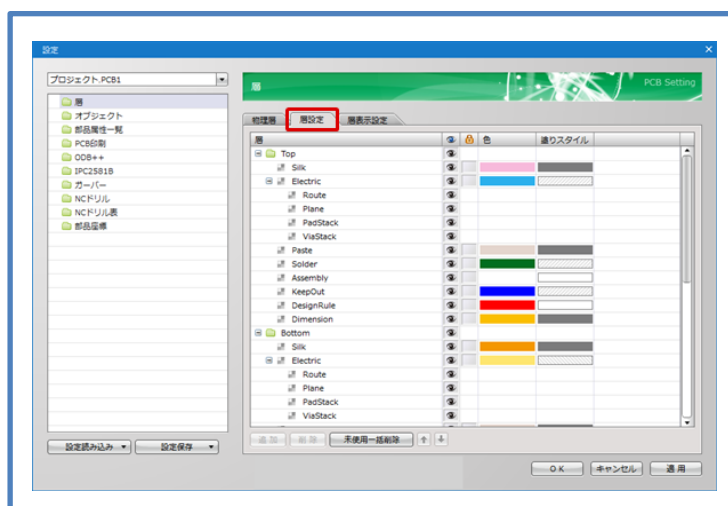 設定
プロジェクト.PCB1
層
オブジェクト
部品属性一覧
PCB印刷
ODB++
IPC2581B
ガーバー
NCドリル
NCドリル表
部品座標
設定読み込み
設定保存
層
PCB Setting
物理層 層設定 層表示設定
層 色 塗りスタイル
Top
Silk
Electric
Route
Plane
PadStack
ViaStack
Paste
Solder
Assembly
KeepOut
DesignRule
Dimension
Bottom
Silk
Electric
Route
Plane
PadStack
ViaStack
追加 削除 未使用一括削除
OK キャンセル 適用